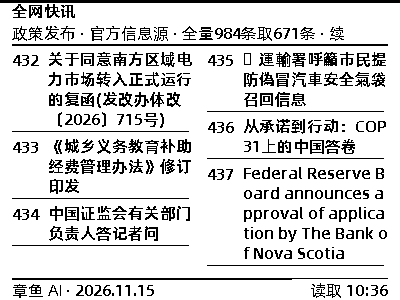 全网快讯
政策发布 · 官方信息源 · 全量984条取671条 · 续
432 关于同意南方区域电
力市场转入正式运行
的复函(发改办体改
〔2026〕715号)
433 《城乡义务教育补助
经费管理办法》修订
印发
434 中国证监会有关部门
负责人答记者问
435 運輸署呼籲市民提
防偽冒汽車安全氣袋
召回信息
436 从承诺到行动：COP
31上的中国答卷
437 Federal Reserve B
oard announces a
pproval of applica
tion by The Bank o
f Nova Scotia
章鱼 AI · 2026.11.15
读取 10:36